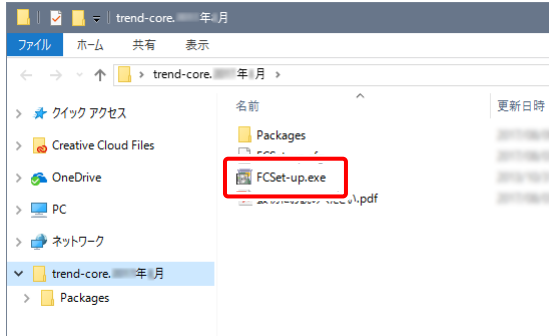 trend-core. 年 月
ファイル ホーム 共有 表示
trend-core. 年 月
名前 更新日時
クイック アクセス
Packages
Creative Cloud Files
FCSet-up.exe
OneDrive
.pdf
PC
ネットワーク
trend-core. 年 月
Packages